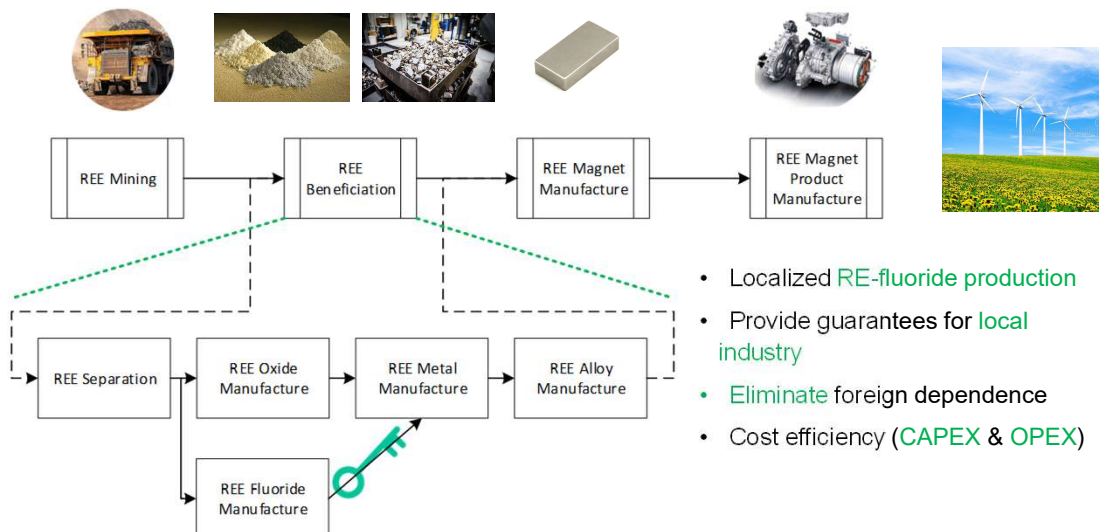 REE Mining
REE
Beneficiation
REE Magnet
Manufacture
REE Magnet
Product
Manufacture
REE Separation
REE Oxide
Manufacture
REE Metal
Manufacture
REE Alloy
Manufacture
REE Fluoride
Manufacture
• Localized RE-fluoride production
• Provide guarantees for local
industry
• Eliminate foreign dependence
• Cost efficiency (CAPEX & OPEX)